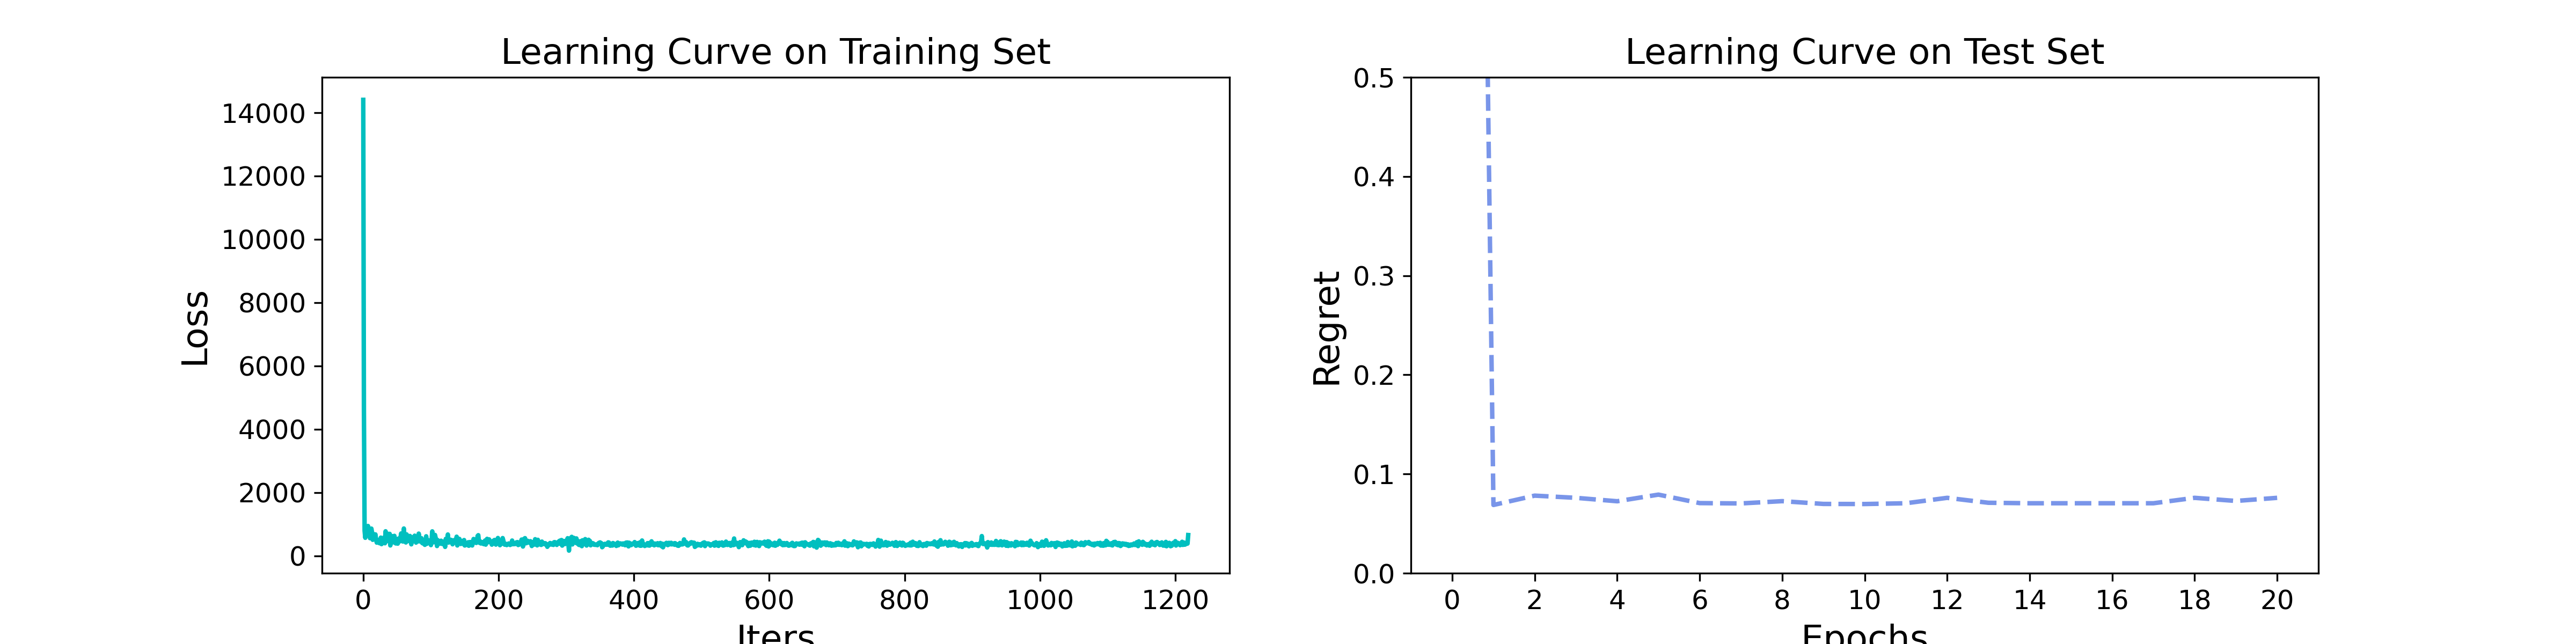 Learning Curve on Training Set
Loss
14000
12000
10000
8000
6000
4000
2000
0
0 200 400 600 800 1000 1200
Iters
Learning Curve on Test Set
Regret
0.5
0.4
0.3
0.2
0.1
0.0
0 2 4 6 8 10 12 14 16 18 20
Epochs